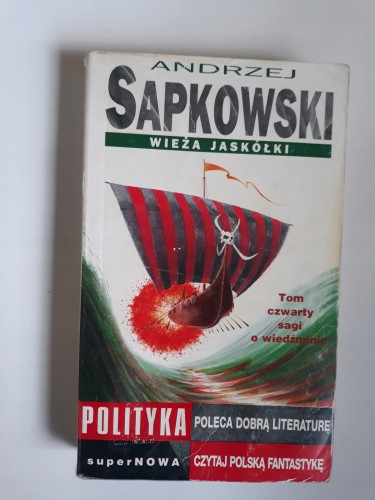 ANDRZEJ
SAPKOWSKI
WIEŻA JASKÓŁKI
Tom
czwarty
sagi
o wiedźminie
POLITYKA
POLECA DOBRĄ LITERATURĘ
superNOWA
CZYTAJ POLSKĄ FANTASTYKĘ